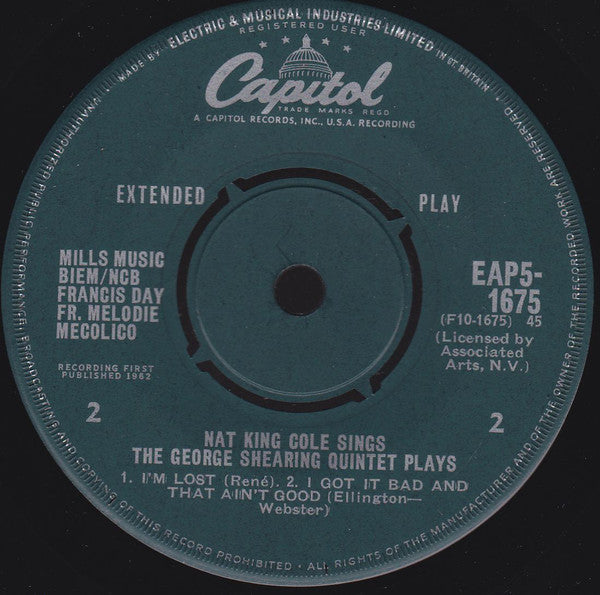 MADE BY ELECTRIC & MUSICAL INDUSTRIES LIMITED IN GT. BRITAIN
REGISTERED USER
Capitol
TRADE MARKS REGD
A CAPITOL RECORDS, INC., U.S.A. RECORDING
EXTENDED PLAY
MILLS MUSIC
BIEM/NCB
FRANCIS DAY
FR. MELODIE
MECOLICO
EAP5-
1675
(F10-1675) 45
(Licensed by
Associated
Arts, N.V.)
RECORDING FIRST
PUBLISHED 1962
2
2
NAT KING COLE SINGS
THE GEORGE SHEARING QUINTET PLAYS
1. I'M LOST (René). 2. I GOT IT BAD AND
THAT AIN'T GOOD (Ellington—
Webster)
ALL RIGHTS OF THE MANUFACTURER AND OF THE OWNER OF THE RECORDED WORK ARE RESERVED.
UNAUTHORISED PUBLIC PERFORMANCE BROADCASTING AND COPYING OF THIS RECORD PROHIBITED